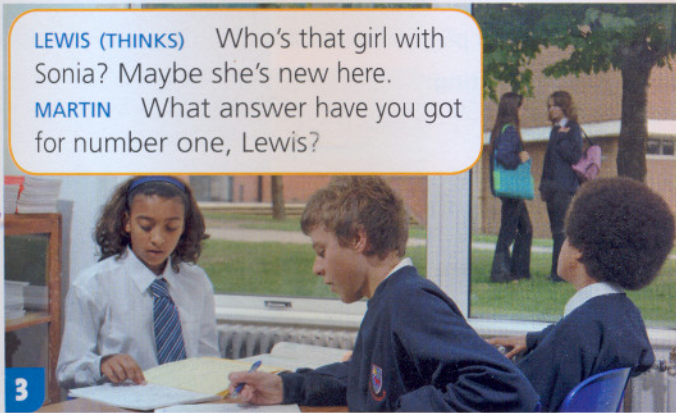 LEWIS (THINKS) Who's that girl with
Sonia? Maybe she's new here.
MARTIN What answer have you got
for number one, Lewis?
3